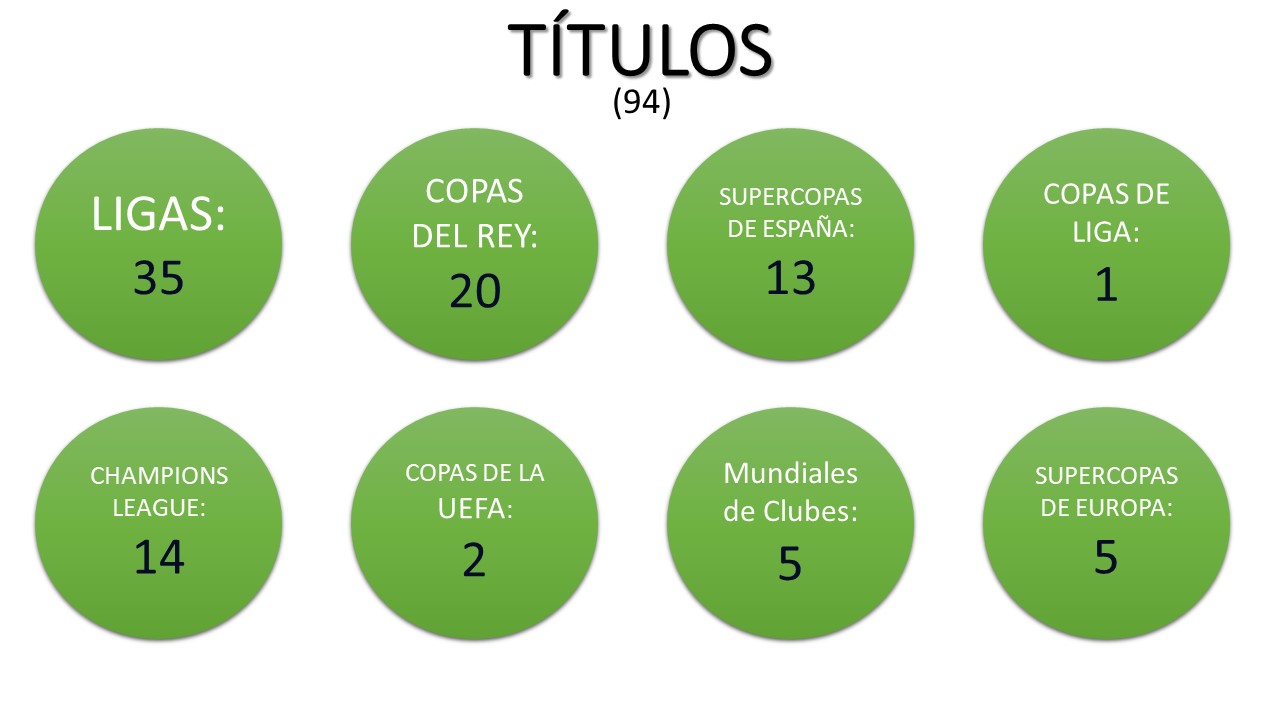 TÍTULOS
(94)
LIGAS:
35
COPAS
DEL REY:
20
SUPERCOPAS
DE ESPAÑA:
13
COPAS DE
LIGA:
1
CHAMPIONS
LEAGUE:
14
COPAS DE LA
UEFA:
2
Mundiales
de Clubes:
5
SUPERCOPAS
DE EUROPA:
5